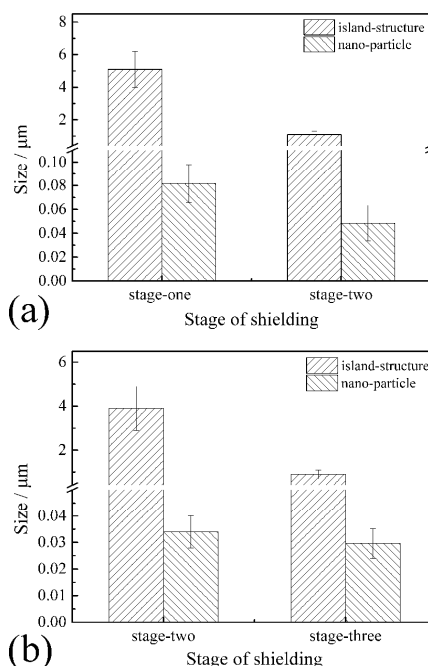 island-structure
nano-particle
6
4
2
0.10
0.08
0.06
0.04
0.02
0.00
Size / μm
stage-one stage-two
Stage of shielding
(a)
island-structure
nano-particle
6
4
2
0.04
0.03
0.02
0.01
0.00
Size / μm
stage-two stage-three
Stage of shielding
(b)